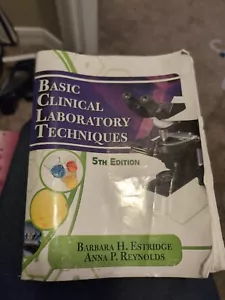 BASIC
CLINICAL
LABORATORY
TECHNIQUES
5TH EDITION
BARBARA H. ESTRIDGE
ANNA P. REYNOLDS